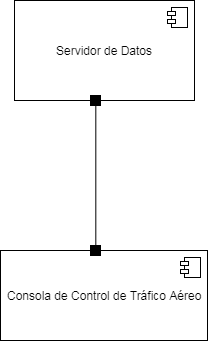 Servidor de Datos
Consola de Control de Tráfico Aéreo